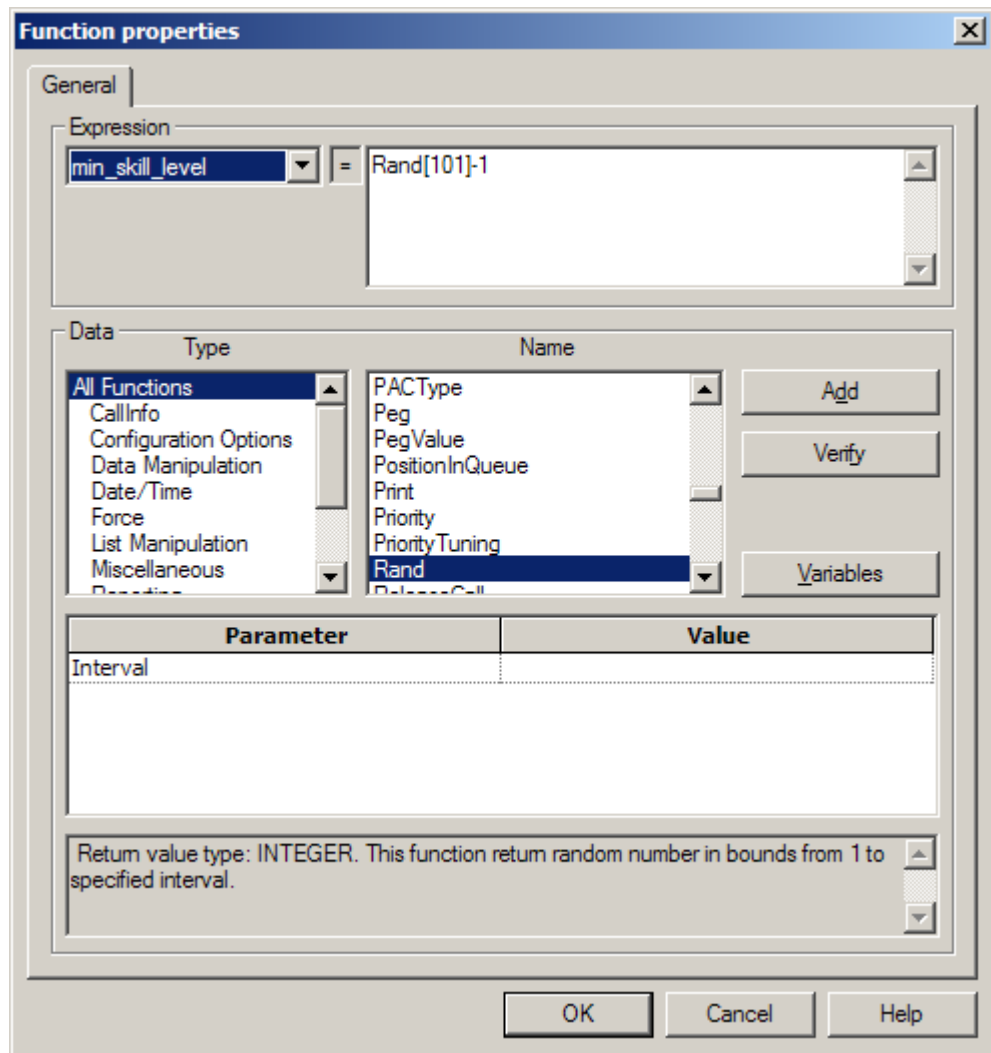 Function properties
General
Expression
min_skill_level = Rand[101]-1
Data
Type Name
All Functions
CallInfo
Configuration Options
Data Manipulation
Date/Time
Force
List Manipulation
Miscellaneous
Reporting
PACType
Peg
PegValue
PositionInQueue
Print
Priority
PriorityTuning
Rand
ReleaseCall
Add
Verify
Variables
Parameter Value
Interval
Return value type: INTEGER. This function return random number in bounds from 1 to
specified interval.
OK Cancel Help